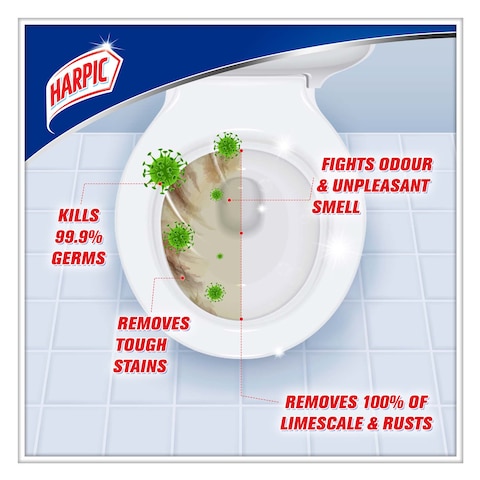 HARPIC
FIGHTS ODOUR
& UNPLEASANT
SMELL
KILLS
99.9%
GERMS
REMOVES
TOUGH
STAINS
REMOVES 100% OF
LIMESCALE & RUSTS